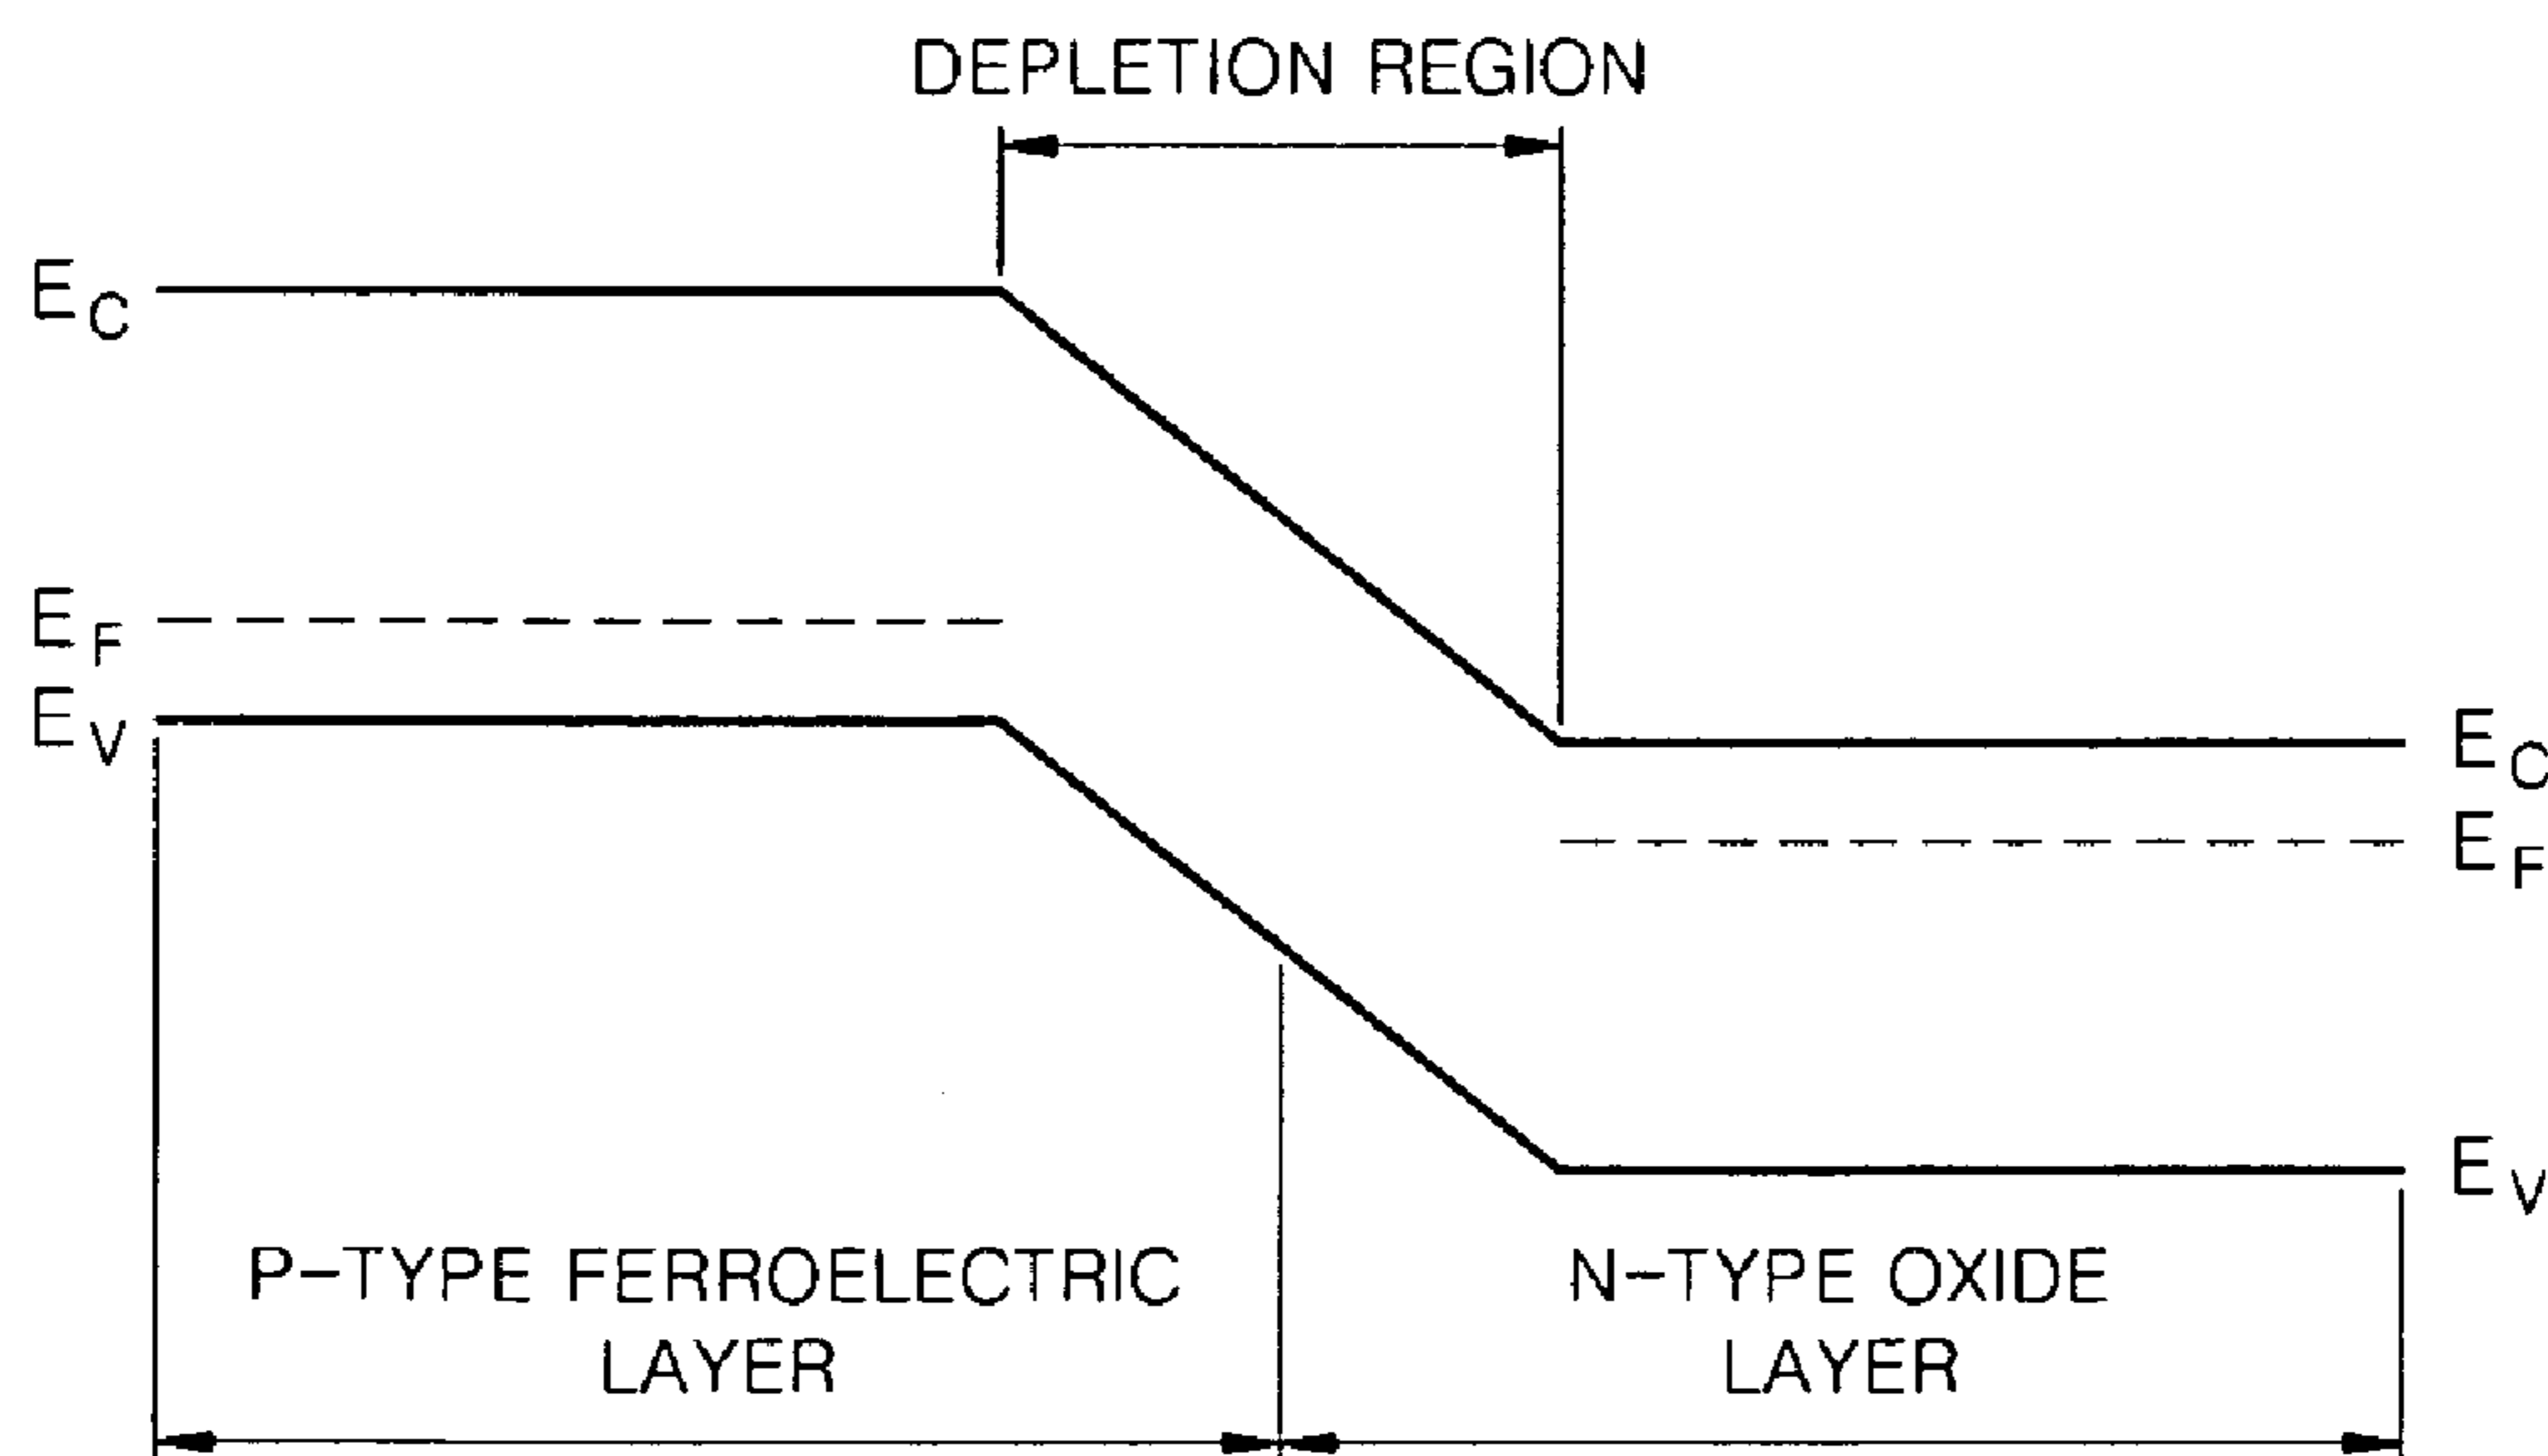 DEPLETION REGION
E_C
E_F
E_V
E_C
E_F
E_V
P-TYPE FERROELECTRIC
LAYER
N-TYPE OXIDE
LAYER